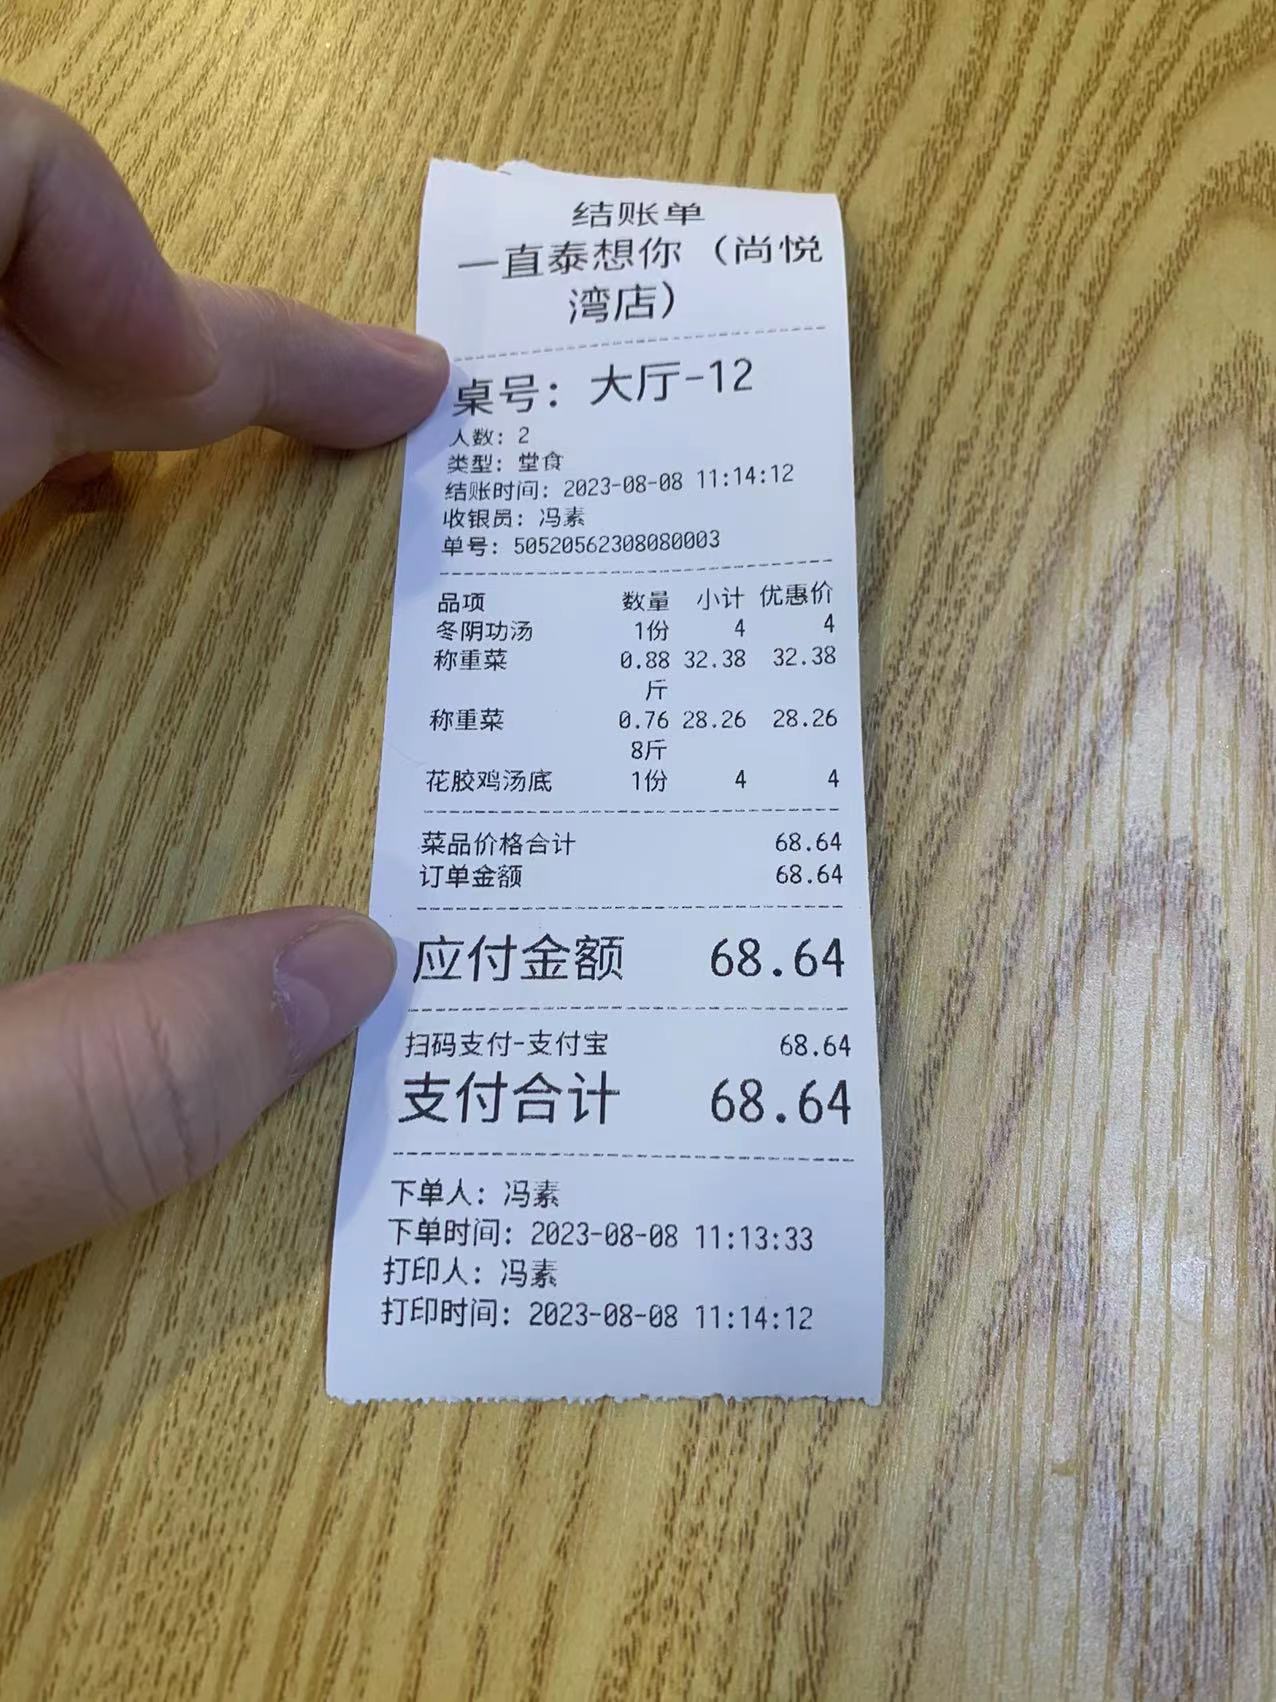 结账单
一直泰想你（尚悦
湾店）
桌号：大厅-12
人数：2
类型：堂食
结账时间：2023-08-08 11:14:12
收银员：冯素
单号：50520562308080003
品项 数量 小计 优惠价
冬阴功汤 1份 4 4
称重菜 0.88 32.38 32.38
斤
称重菜 0.76 28.26 28.26
8斤
花胶鸡汤底 1份 4 4
菜品价格合计 68.64
订单金额 68.64
应付金额 68.64
扫码支付-支付宝 68.64
支付合计 68.64
下单人：冯素
下单时间：2023-08-08 11:13:33
打印人：冯素
打印时间：2023-08-08 11:14:12